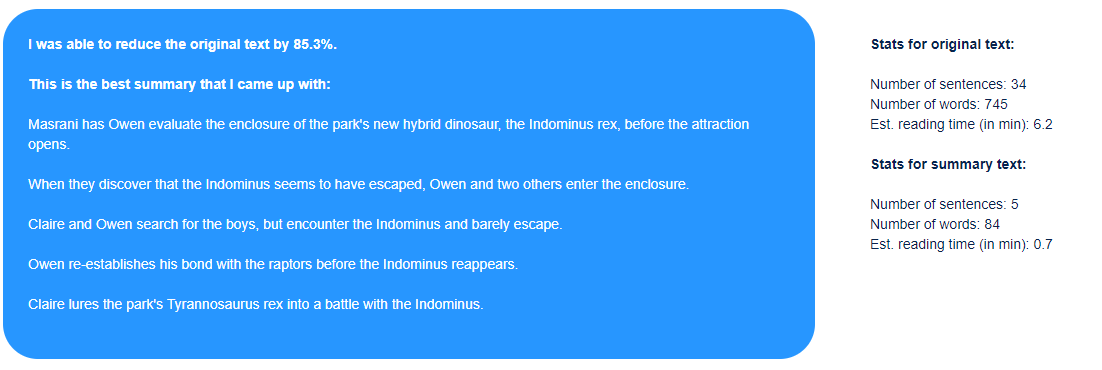 I was able to reduce the original text by 85.3%.
This is the best summary that I came up with:
Masrani has Owen evaluate the enclosure of the park's new hybrid dinosaur, the Indominus rex, before the attraction
opens.
When they discover that the Indominus seems to have escaped, Owen and two others enter the enclosure.
Claire and Owen search for the boys, but encounter the Indominus and barely escape.
Owen re-establishes his bond with the raptors before the Indominus reappears.
Claire lures the park's Tyrannosaurus rex into a battle with the Indominus.
Stats for original text:
Number of sentences: 34
Number of words: 745
Est. reading time (in min): 6.2
Stats for summary text:
Number of sentences: 5
Number of words: 84
Est. reading time (in min): 0.7